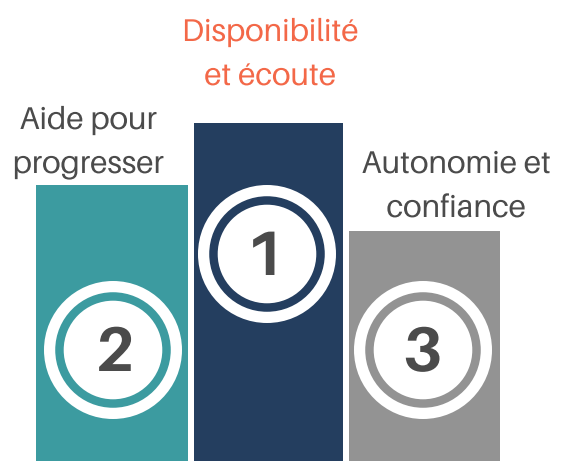 Disponibilité
et écoute
Aide pour
progresser
Autonomie et
confiance
1
2
3